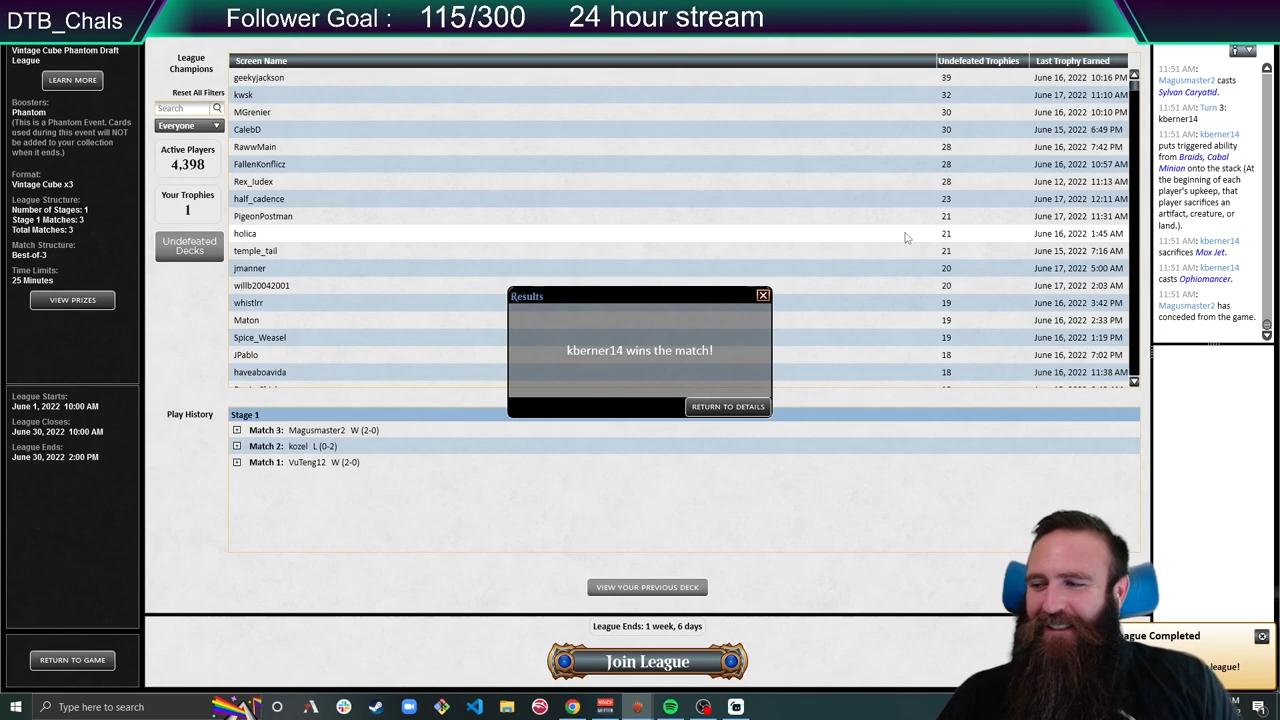 DTB_Chals
Follower Goal : 115/300 24 hour stream
Vintage Cube Phantom Draft
League
LEARN MORE
Boosters:
Phantom
(This is a Phantom Event. Cards
used during this event will NOT
be added to your collection
when it ends.)
Format:
Vintage Cube x3
League Structure:
Number of Stages: 1
Stage 1 Matches: 3
Total Matches: 3
Match Structure:
Best-of-3
Time Limits:
25 Minutes
VIEW PRIZES
League Starts:
June 1, 2022 10:00 AM
League Closes:
June 30, 2022 10:00 AM
League Ends:
June 30, 2022 2:00 PM
RETURN TO GAME
League
Champions
Reset All Filters
Search
Everyone
Active Players
4,398
Your Trophies
1
Undefeated
Decks
Screen Name Undefeated Trophies Last Trophy Earned
geekyjackson 39 June 16, 2022 10:16 PM
kwsk 32 June 17, 2022 11:10 AM
MGrenier 30 June 16, 2022 10:10 PM
CalebD 30 June 15, 2022 6:49 PM
RawwMain 28 June 16, 2022 7:42 PM
FallenKonflicz 28 June 16, 2022 10:57 AM
Rex_Iudex 28 June 12, 2022 11:13 AM
half_cadence 23 June 17, 2022 12:11 AM
PigeonPostman 21 June 17, 2022 11:31 AM
holica 21 June 16, 2022 1:45 AM
temple_tail 21 June 15, 2022 7:16 AM
jmanner 20 June 17, 2022 5:00 AM
willb20042001 20 June 17, 2022 2:03 AM
whistlrr 19 June 16, 2022 3:42 PM
Maton 19 June 16, 2022 2:33 PM
Spice_Weasel 19 June 16, 2022 1:19 PM
JPablo 18 June 16, 2022 7:02 PM
haveaboavida 18 June 16, 2022 11:38 AM
Results
kberner14 wins the match!
RETURN TO DETAILS
Play History
Stage 1
Match 3: Magusmaster2 W (2-0)
Match 2: kozel L (0-2)
Match 1: VuTeng12 W (2-0)
VIEW YOUR PREVIOUS DECK
League Ends: 1 week, 6 days
Join League
11:51 AM:
Magusmaster2 casts
Sylvan Caryatid.
11:51 AM: Turn 3:
kberner14
11:51 AM: kberner14
puts triggered ability
from Braids, Cabal
Minion onto the stack (At
the beginning of each
player's upkeep, that
player sacrifices an
artifact, creature, or
land.).
11:51 AM: kberner14
sacrifices Mox Jet.
11:51 AM: kberner14
casts Ophiomancer.
11:51 AM:
Magusmaster2 has
conceded from the game.
ague Completed
league!
Type here to search